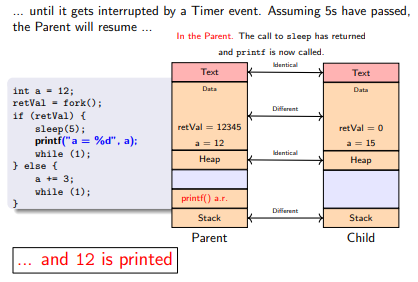 ... until it gets interrupted by a Timer event. Assuming 5s have passed,
the Parent will resume ...
In the Parent. The call to sleep has returned
and printf is now called.
int a = 12;
retVal = fork();
if (retVal) {
sleep(5);
printf("a = %d", a);
while (1);
} else {
a += 3;
while (1);
}
Text
Data
retVal = 12345
a = 12
Heap
printf() a.r.
Stack
Parent
Identical
Different
Identical
Different
Text
Data
retVal = 0
a = 15
Heap
Stack
Child
... and 12 is printed